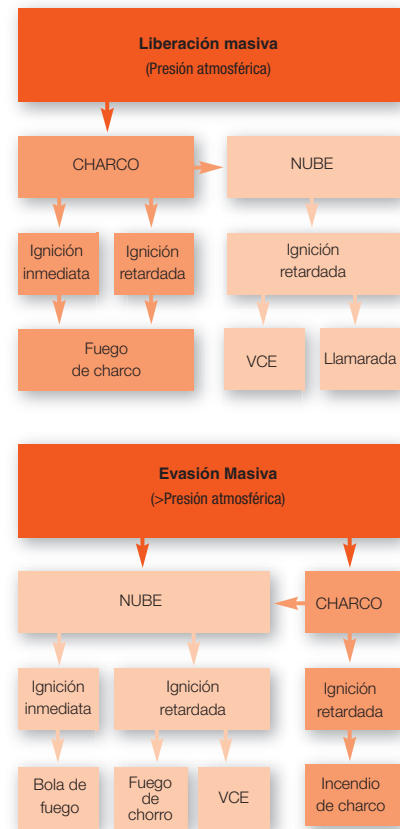 Liberación masiva
(Presión atmosférica)
CHARCO
NUBE
Ignición
inmediata
Ignición
retardada
Ignición
retardada
Fuego
de charco
VCE
Llamarada
Evasión Masiva
(>Presión atmosférica)
NUBE
CHARCO
Ignición
inmediata
Ignición
retardada
Ignición
retardada
Bola de
fuego
Fuego
de
chorro
VCE
Incendio
de charco